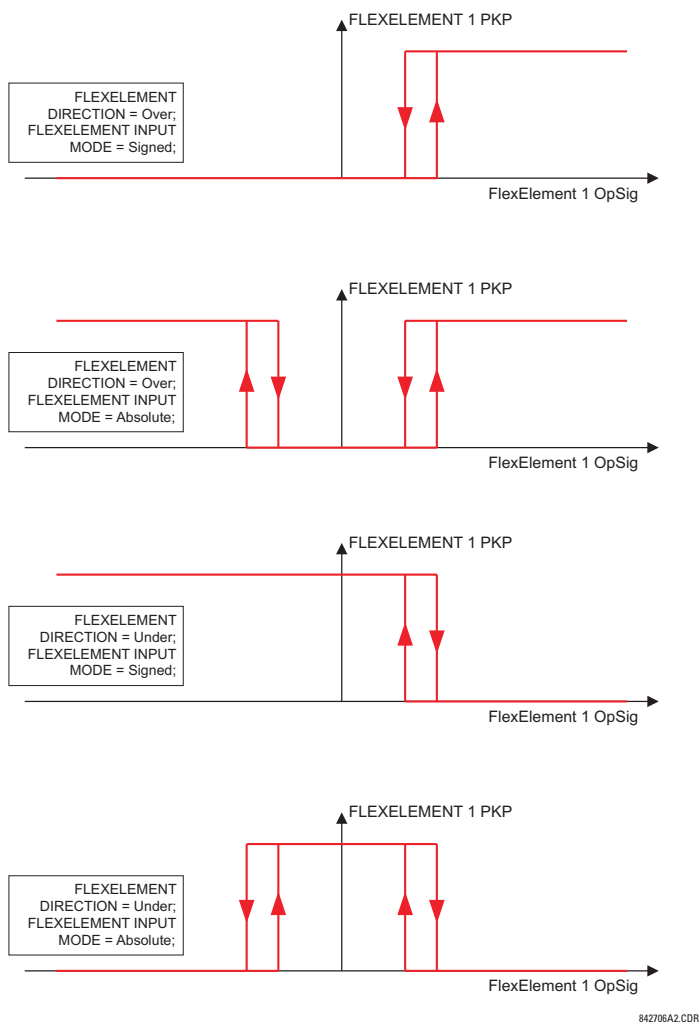 FLEXELEMENT 1 PKP
FLEXELEMENT
DIRECTION = Over;
FLEXELEMENT INPUT
MODE = Signed;
FlexElement 1 OpSig
FLEXELEMENT 1 PKP
FLEXELEMENT
DIRECTION = Over;
FLEXELEMENT INPUT
MODE = Absolute;
FlexElement 1 OpSig
FLEXELEMENT 1 PKP
FLEXELEMENT
DIRECTION = Under;
FLEXELEMENT INPUT
MODE = Signed;
FlexElement 1 OpSig
FLEXELEMENT 1 PKP
FLEXELEMENT
DIRECTION = Under;
FLEXELEMENT INPUT
MODE = Absolute;
FlexElement 1 OpSig
842706A2.CDR